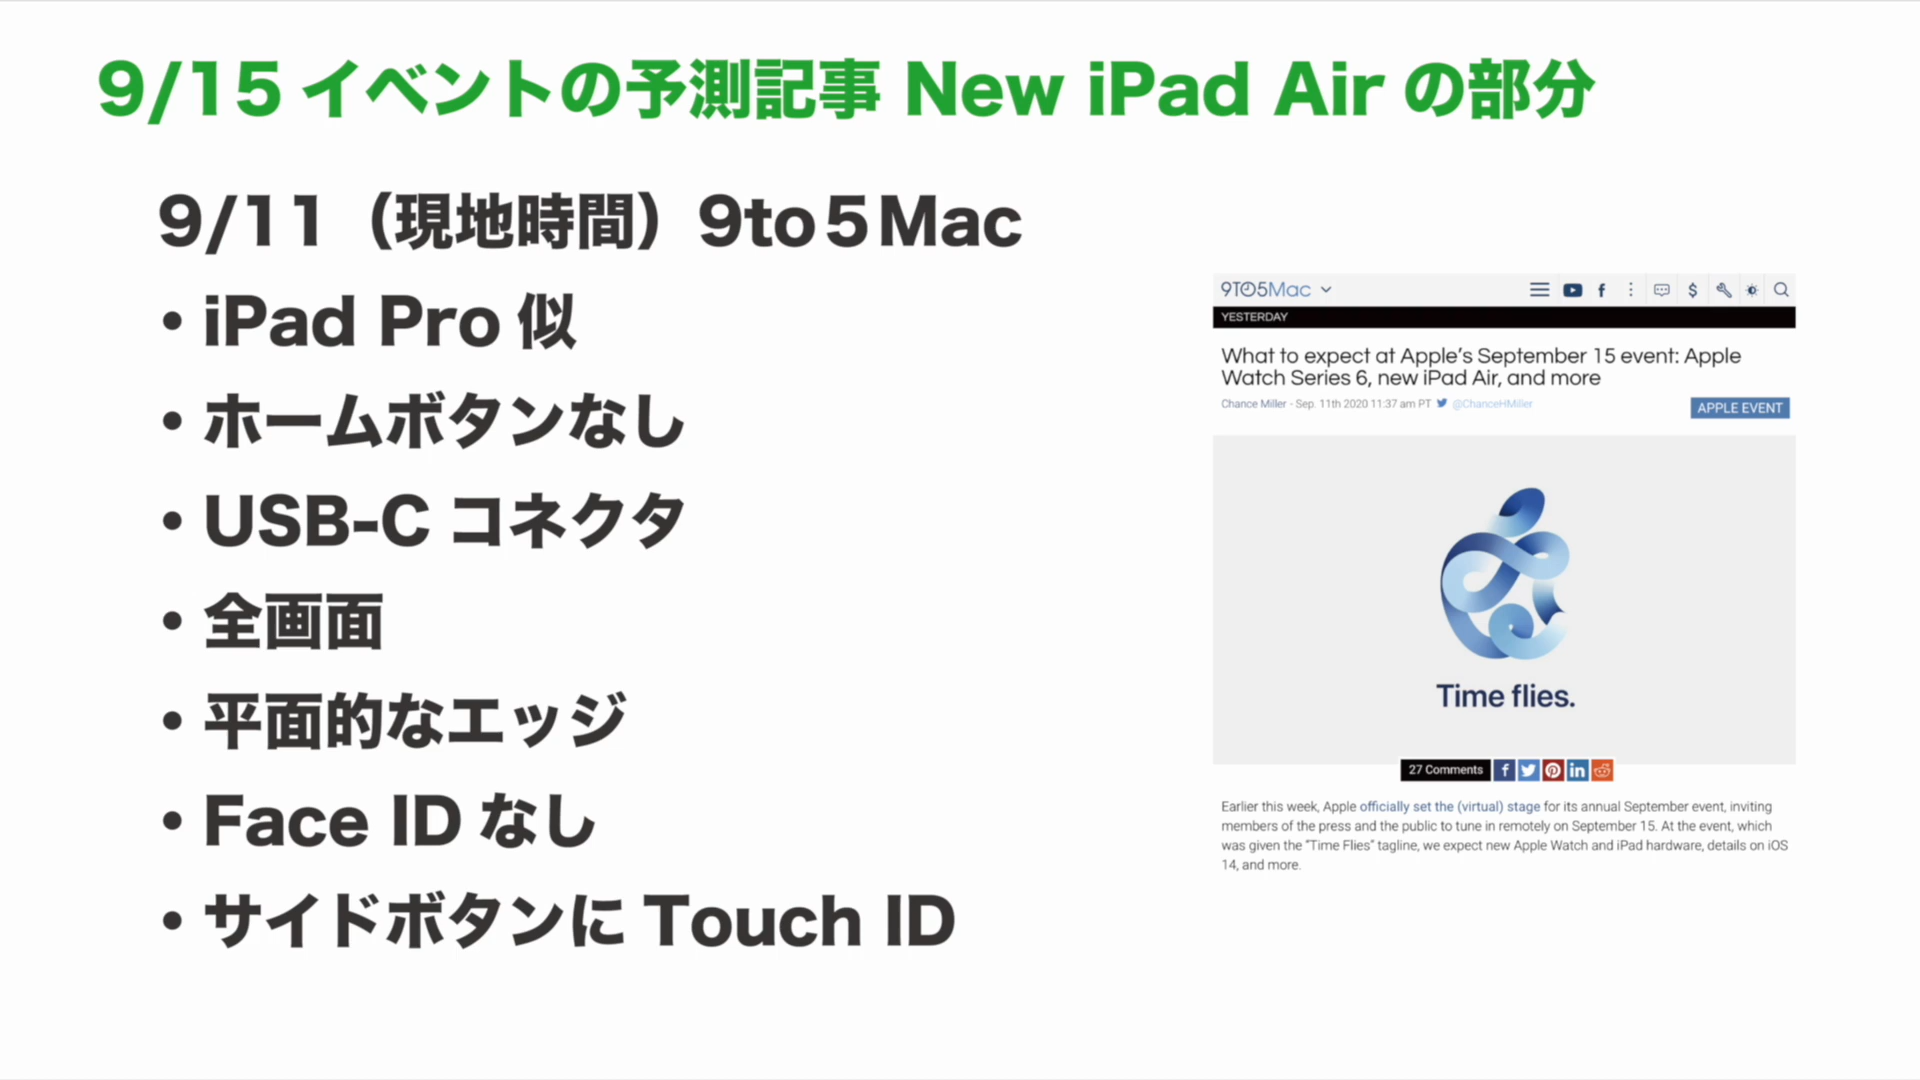 9/15 イベントの予測記事 New iPad Air の部分
9/11（現地時間）9to５Mac
・iPad Pro 似
・ホームボタンなし
・USB-C コネクタ
・全画面
・平面的なエッジ
・Face ID なし
・サイドボタンに Touch ID
9TO5Mac
YESTERDAY
What to expect at Apple’s September 15 event: Apple
Watch Series 6, new iPad Air, and more
Chance Miller - Sep. 11th 2020 11:37 am PT @ChanceHMiller
APPLE EVENT
Time flies.
27 Comments
Earlier this week, Apple officially set the (virtual) stage for its annual September event, inviting
members of the press and the public to tune in remotely on September 15. At the event, which
was given the “Time Flies” tagline, we expect new Apple Watch and iPad hardware, details on iOS
14, and more.